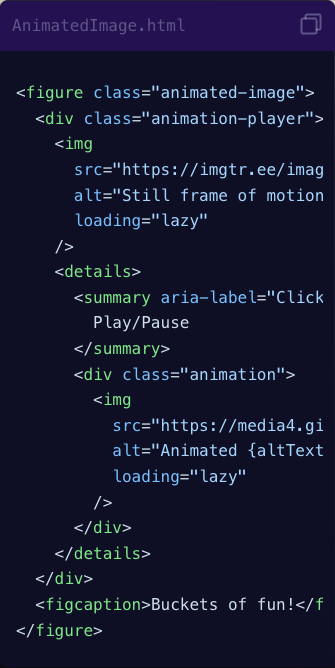 AnimatedImage.html
<figure class="animated-image">
<div class="animation-player">
<img
src="https://imgtr.ee/imag
alt="Still frame of motion
loading="lazy"
/>
<details>
<summary aria-label="Click
Play/Pause
</summary>
<div class="animation">
<img
src="https://media4.gi
alt="Animated {altText
loading="lazy"
/>
</div>
</details>
</div>
<figcaption>Buckets of fun!</f
</figure>